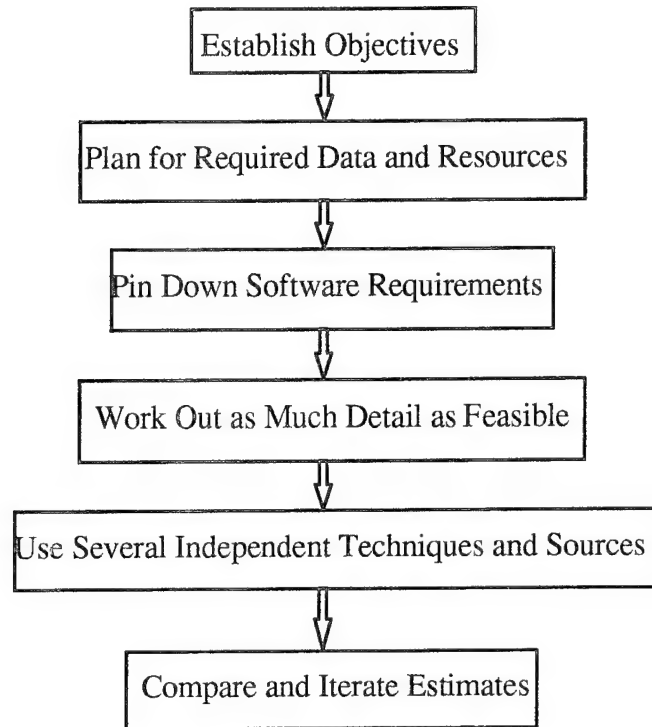 Establish Objectives
Plan for Required Data and Resources
Pin Down Software Requirements
Work Out as Much Detail as Feasible
Use Several Independent Techniques and Sources
Compare and Iterate Estimates